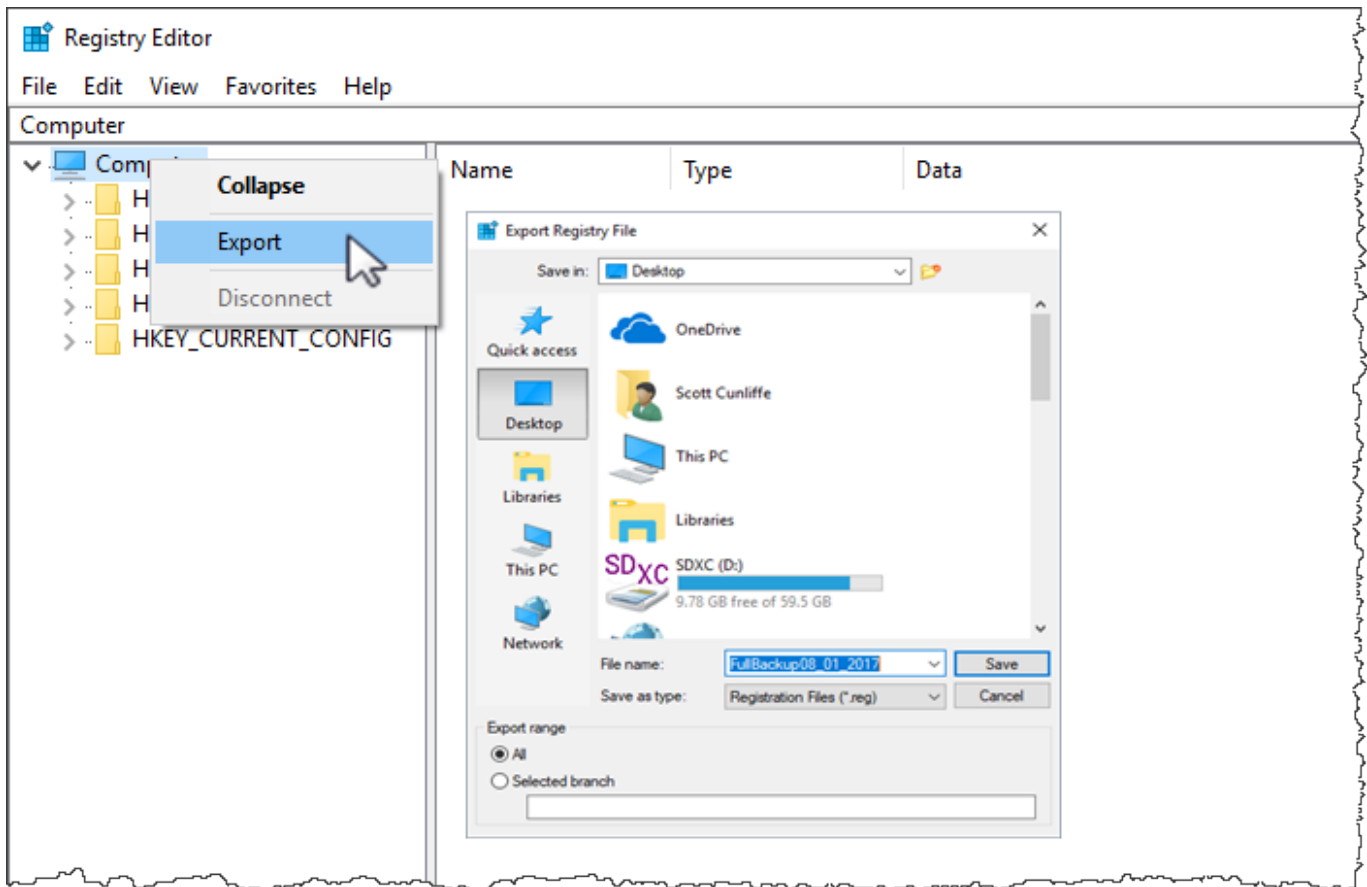 Registry Editor
File Edit View Favorites Help
Computer
Name Type Data
Collapse
Export
Disconnect
HKEY_CURRENT_CONFIG
Export Registry File
Save in: Desktop
Quick access
Desktop
Libraries
This PC
Network
OneDrive
Scott Cunliffe
This PC
Libraries
SDXC SDXC (D:)
9.78 GB free of 59.5 GB
File name: FullBackup08_01_2017 Save
Save as type: Registration Files (*.reg) Cancel
Export range
All
Selected branch